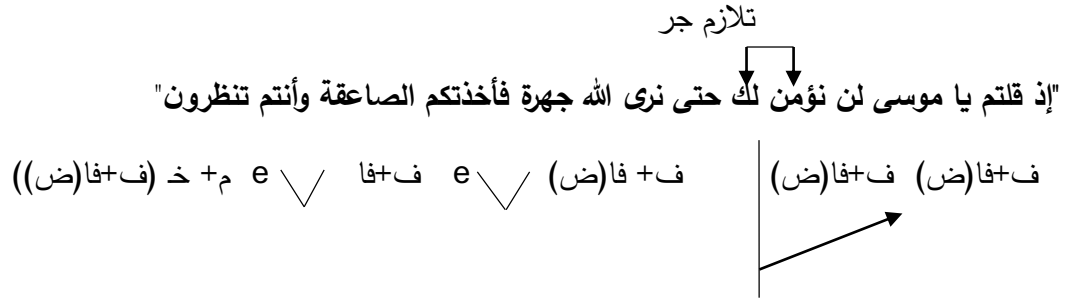 تلازم جر
"إذ قلتم يا موسى لن نؤمن لك حتى نرى الله جهرة فأخذتكم الصاعقة وأنتم تنظرون"
ف+فا(ض) ف+فا(ض) ف+ فا(ض) e ف+فا e م+ خـ (ف+فا(ض))